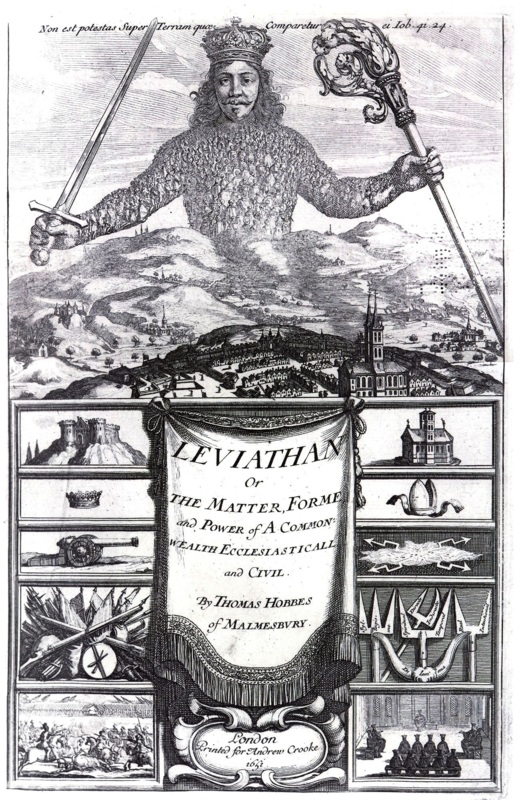 Non est potestas Super Terram quæ Comparetur ei Iob. 41. 24.
LEVIATHAN
Or
THE MATTER, FORME
and POWER of A COMMON-
WEALTH ECCLESIASTICALL
and CIVIL.
By THOMAS HOBBES
of MALMESBVRY.
London
Printed for Andrew Crooke
1651